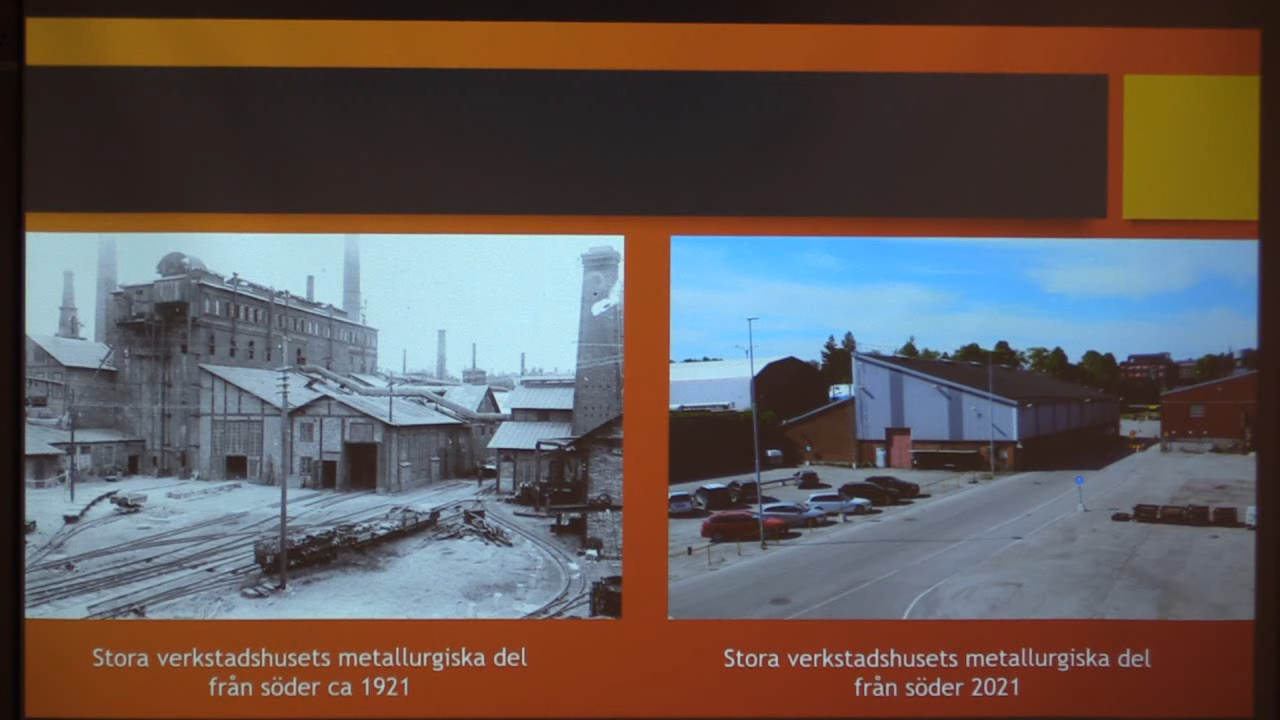 Stora verkstadshusets metallurgiska del
från söder ca 1921
Stora verkstadshusets metallurgiska del
från söder 2021